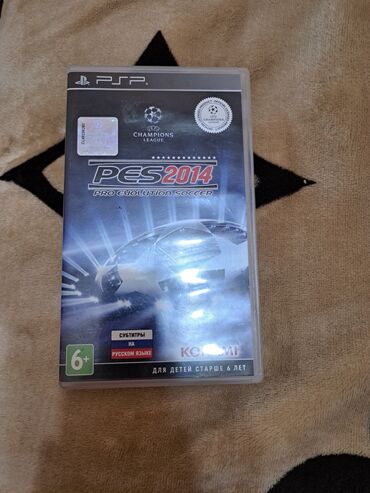 PSP
CHAMPIONS
LEAGUE
PES2014
PRO EVOLUTION SOCCER
СУБТИТРЫ
НА
РУССКОМ ЯЗЫКЕ
6+
KONAMI
ДЛЯ ДЕТЕЙ СТАРШЕ 6 ЛЕТ